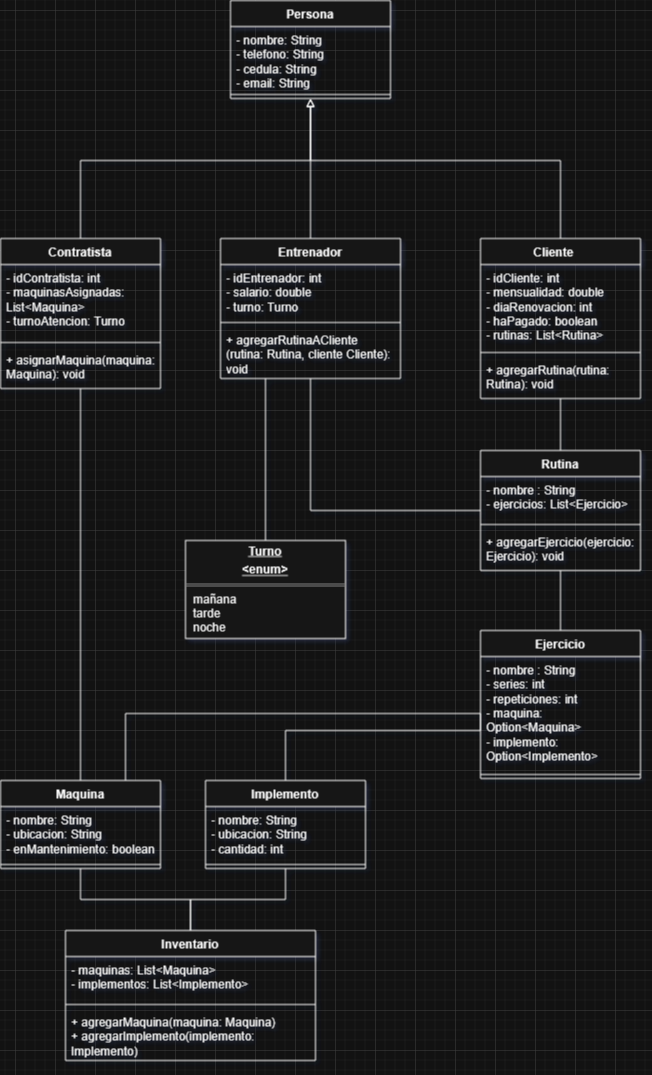 Persona
- nombre: String
- telefono: String
- cedula: String
- email: String
Contratista
- idContratista: int
- maquinasAsignadas:
List<Maquina>
- turnoAtencion: Turno
+ asignarMaquina(maquina:
Maquina): void
Entrenador
- idEntrenador: int
- salario: double
- turno: Turno
+ agregarRutinaACliente
(rutina: Rutina, cliente Cliente):
void
Cliente
- idCliente: int
- mensualidad: double
- diaRenovacion: int
- haPagado: boolean
- rutinas: List<Rutina>
+ agregarRutina(rutina:
Rutina): void
Rutina
- nombre : String
- ejercicios: List<Ejercicio>
+ agregarEjercicio(ejercicio:
Ejercicio): void
Turno
<enum>
mañana
tarde
noche
Ejercicio
- nombre : String
- series: int
- repeticiones: int
- maquina:
Option<Maquina>
- implemento:
Option<Implemento>
Maquina
- nombre: String
- ubicacion: String
- enMantenimiento: boolean
Implemento
- nombre: String
- ubicacion: String
- cantidad: int
Inventario
- maquinas: List<Maquina>
- implementos: List<Implemento>
+ agregarMaquina(maquina: Maquina)
+ agregarImplemento(implemento:
Implemento)